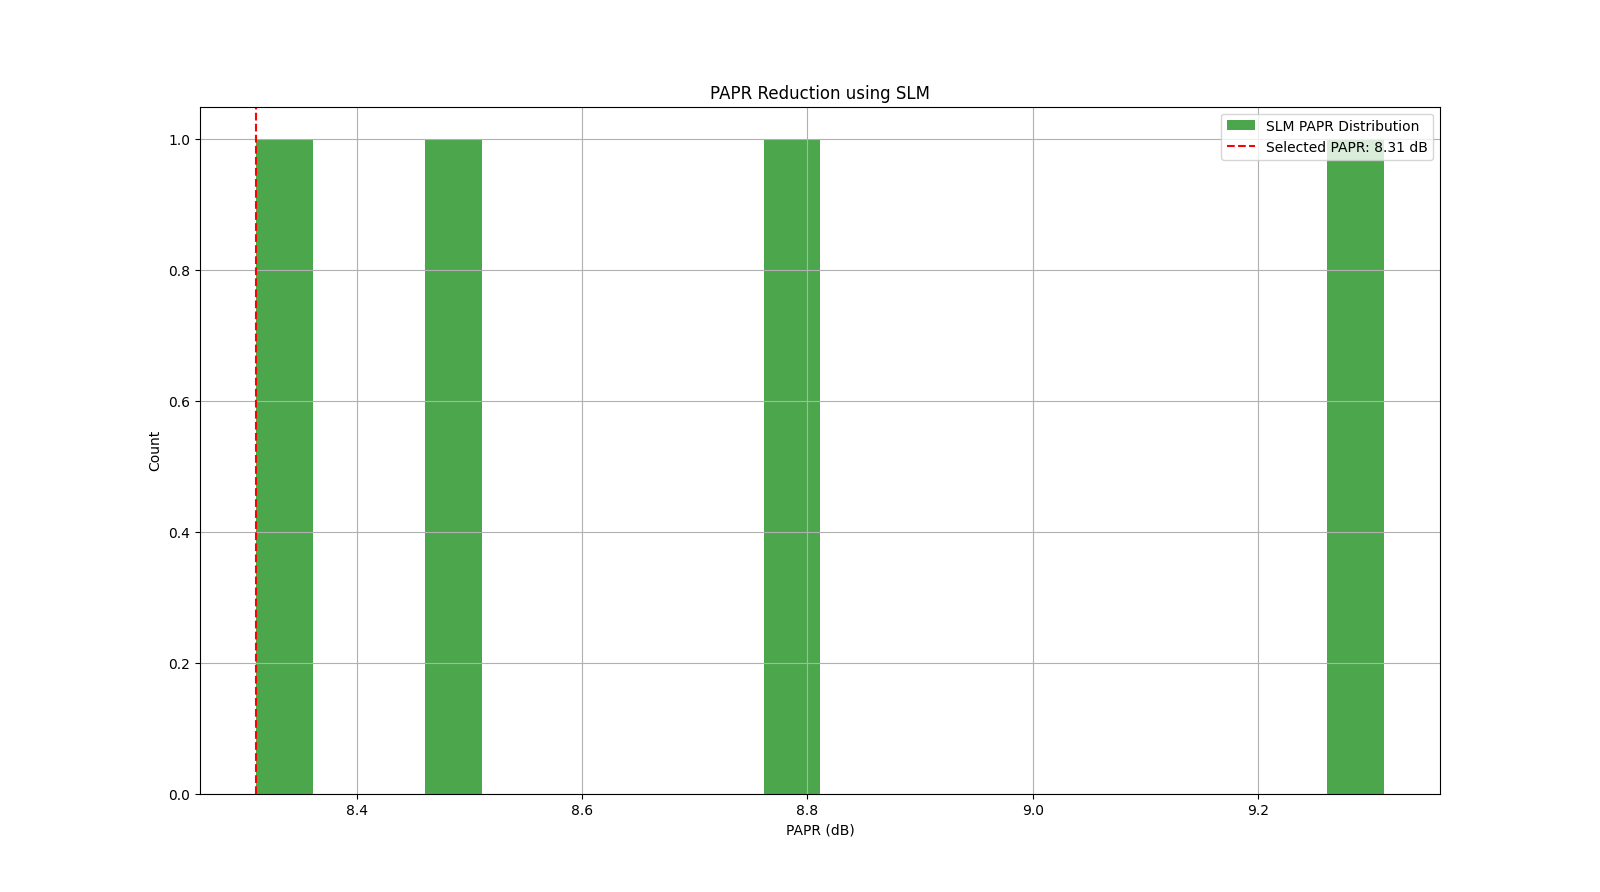 PAPR Reduction using SLM
SLM PAPR Distribution
Selected PAPR: 8.31 dB
1.0
0.8
0.6
0.4
0.2
0.0
Count
8.4 8.6 8.8 9.0 9.2
PAPR (dB)